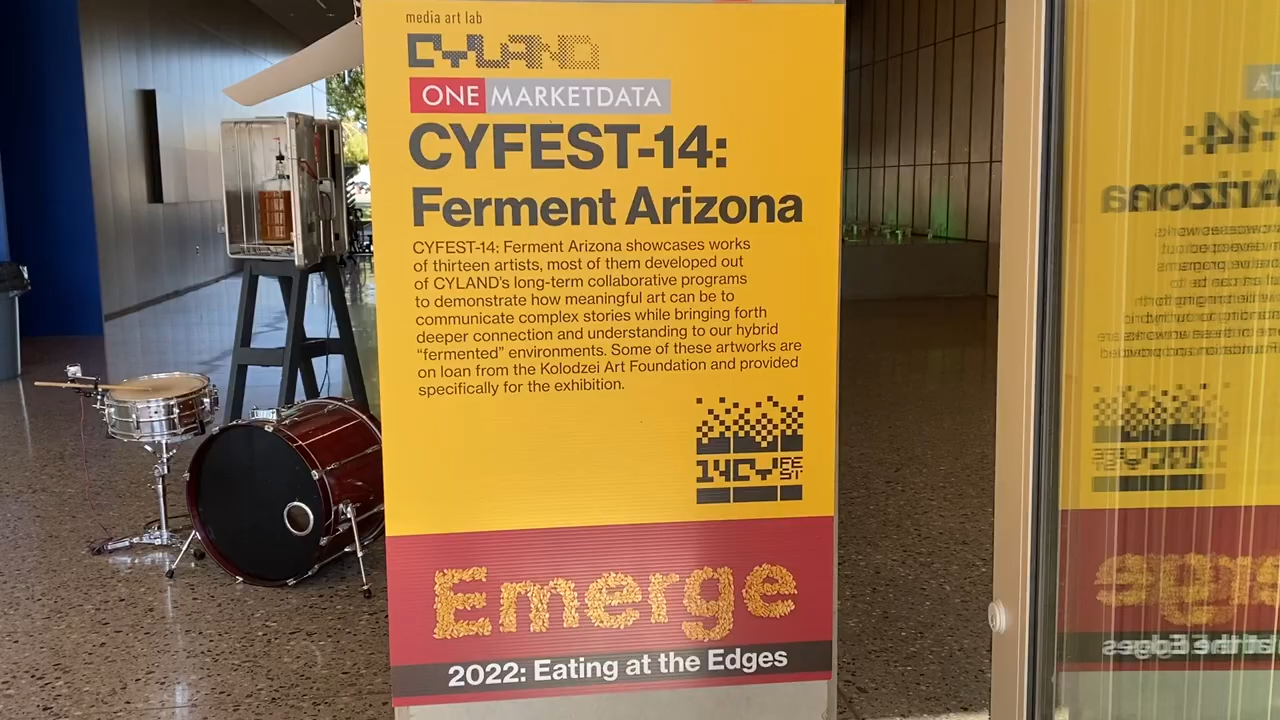 media art lab
CYLAND
ONE MARKETDATA
CYFEST-14:
Ferment Arizona
CYFEST-14: Ferment Arizona showcases works
of thirteen artists, most of them developed out
of CYLAND's long-term collaborative programs
to demonstrate how meaningful art can be to
communicate complex stories while bringing forth
deeper connection and understanding to our hybrid
“fermented” environments. Some of these artworks are
on loan from the Kolodzei Art Foundation and provided
specifically for the exhibition.
14CYFEST
Emerge
2022: Eating at the Edges